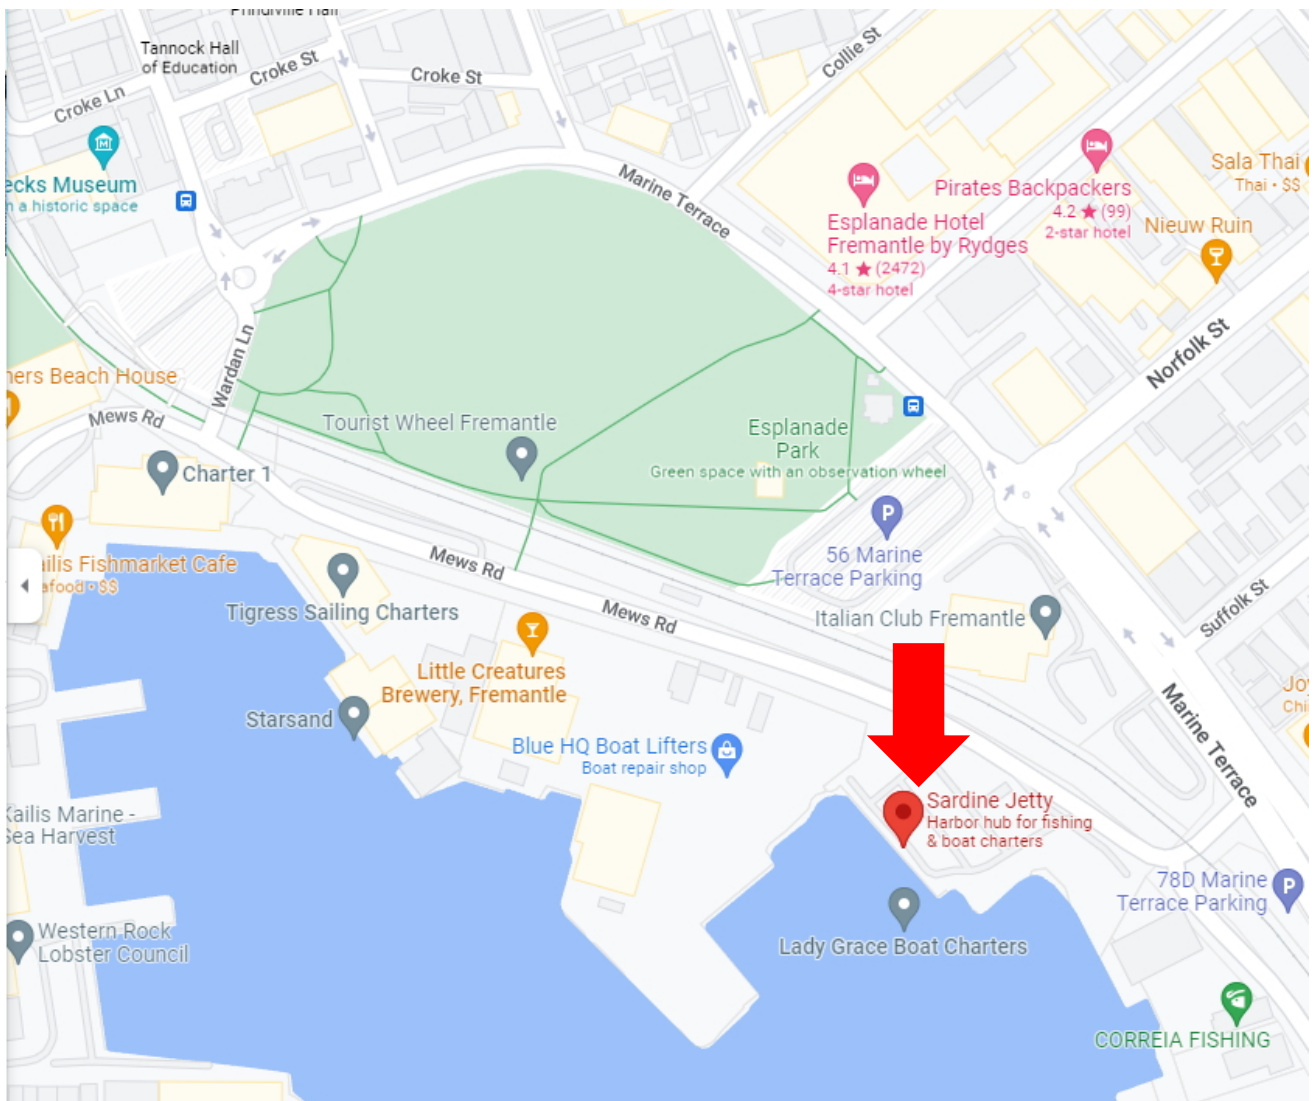 Prindiville Hall
Tannock Hall
of Education
Croke St
Croke St
Collie St
Croke Ln
ecks Museum
n a historic space
Marine Terrace
Pirates Backpackers
4.2 ★ (99)
2-star hotel
Sala Thai
Thai • $$
Esplanade Hotel
Fremantle by Rydges
4.1 ★ (2472)
4-star hotel
Nieuw Ruin
Norfolk St
Wardan Ln
ners Beach House
Mews Rd
Tourist Wheel Fremantle
Esplanade
Park
Green space with an observation wheel
Charter 1
P
56 Marine
Terrace Parking
ailis Fishmarket Cafe
afood • $$
Mews Rd
Tigress Sailing Charters
Mews Rd
Italian Club Fremantle
Suffolk St
Little Creatures
Brewery, Fremantle
Starsand
Blue HQ Boat Lifters
Boat repair shop
Marine Terrace
Joy
Chi
Sardine Jetty
Harbor hub for fishing
& boat charters
Kailis Marine -
Sea Harvest
78D Marine
Terrace Parking
P
Western Rock
Lobster Council
Lady Grace Boat Charters
CORREIA FISHING